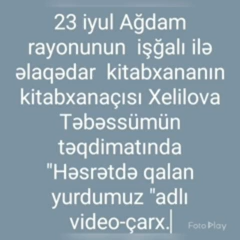 23 iyul Ağdam
rayonunun işğalı ilə
əlaqədar kitabxananın
kitabxanaçısı Xelilova
Təbəssümün
təqdimatında
"Həsrətdə qalan
yurdumuz "adlı
video-çarx.
FotoPlay